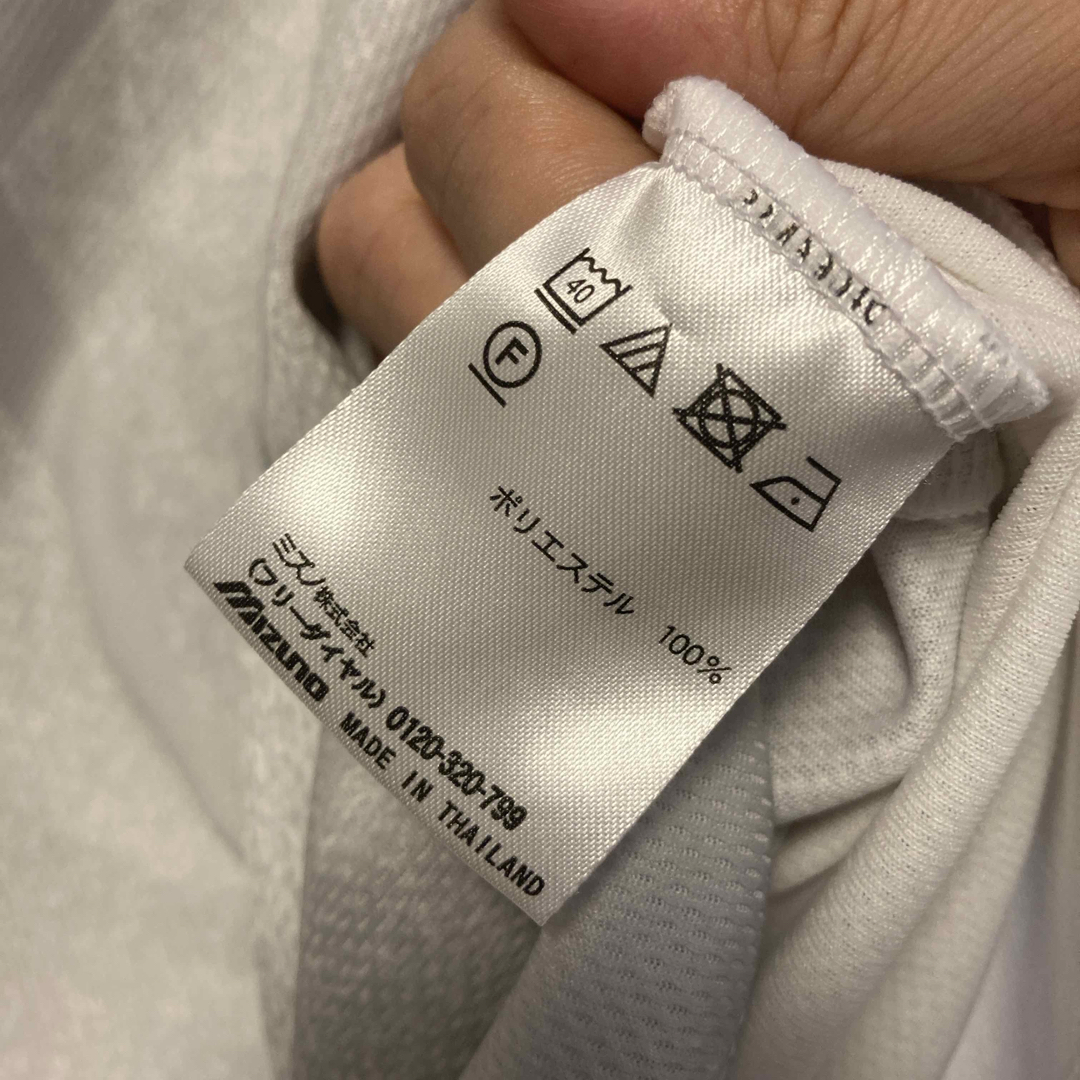 40
F
ポリエステル 100%
ミズノ株式会社
(フリーダイヤル) 0120-320-799
MIZUNO MADE IN THAILAND